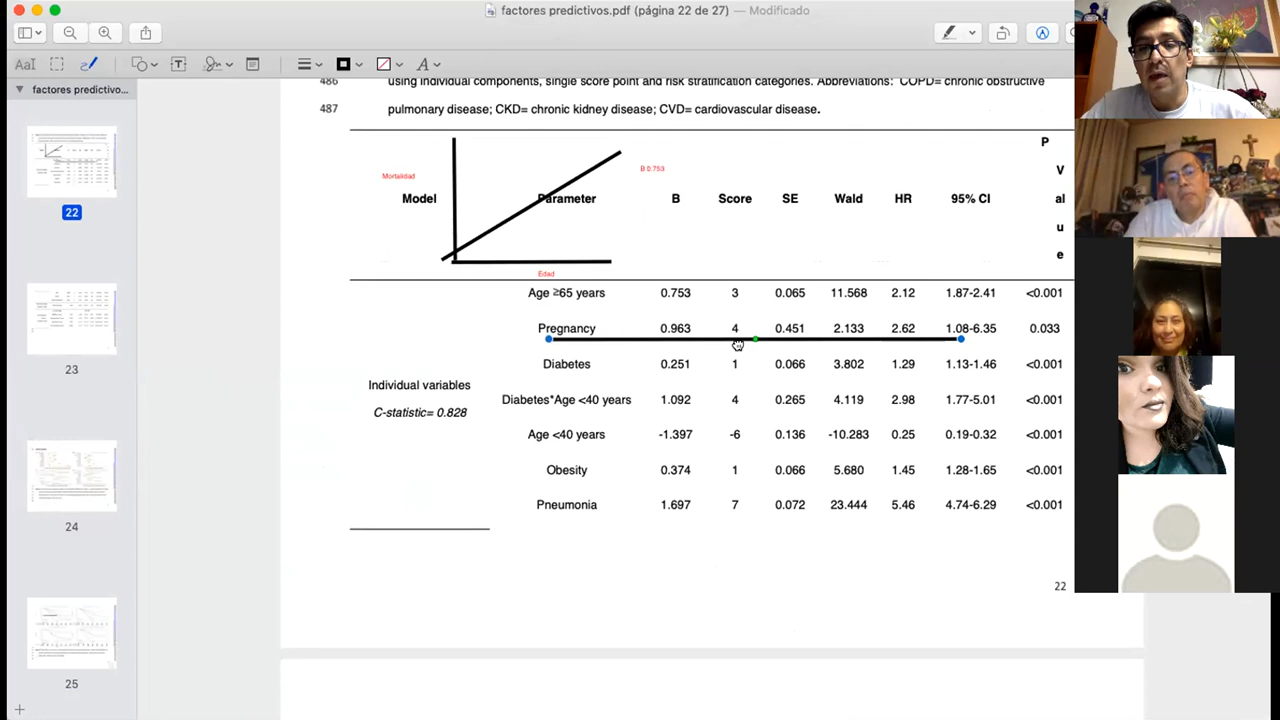 factores predictivos.pdf (página 22 de 27) — Modificado
AaI
T
A
factores predictivo...
22
23
24
25
486 using individual components, single score point and risk stratification categories. Abbreviations: COPD= chronic obstructive
487 pulmonary disease; CKD= chronic kidney disease; CVD= cardiovascular disease.
Mortalidad
B 0.753
Edad
Model Parameter B Score SE Wald HR 95% CI P Val u e
Age ≥65 years 0.753 3 0.065 11.568 2.12 1.87-2.41 <0.001
Pregnancy 0.963 4 0.451 2.133 2.62 1.08-6.35 0.033
Diabetes 0.251 1 0.066 3.802 1.29 1.13-1.46 <0.001
Individual variables
C-statistic= 0.828
Diabetes*Age <40 years 1.092 4 0.265 4.119 2.98 1.77-5.01 <0.001
Age <40 years -1.397 -6 0.136 -10.283 0.25 0.19-0.32 <0.001
Obesity 0.374 1 0.066 5.680 1.45 1.28-1.65 <0.001
Pneumonia 1.697 7 0.072 23.444 5.46 4.74-6.29 <0.001
22